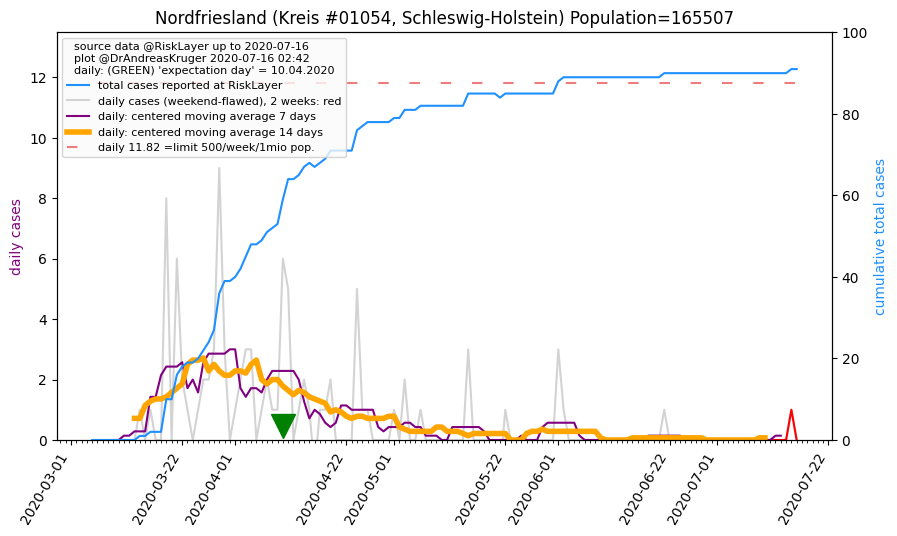 Nordfriesland (Kreis #01054, Schleswig-Holstein) Population=165507
source data @RiskLayer up to 2020-07-16
plot @DrAndreasKruger 2020-07-16 02:42
daily: (GREEN) 'expectation day' = 10.04.2020
total cases reported at RiskLayer
daily cases (weekend-flawed), 2 weeks: red
daily: centered moving average 7 days
daily: centered moving average 14 days
daily 11.82 =limit 500/week/1mio pop.
daily cases
12
10
8
6
4
2
0
100
80
60
40
20
0
cumulative total cases
2020-03-01
2020-03-22
2020-04-01
2020-04-22
2020-05-01
2020-05-22
2020-06-01
2020-06-22
2020-07-01
2020-07-22